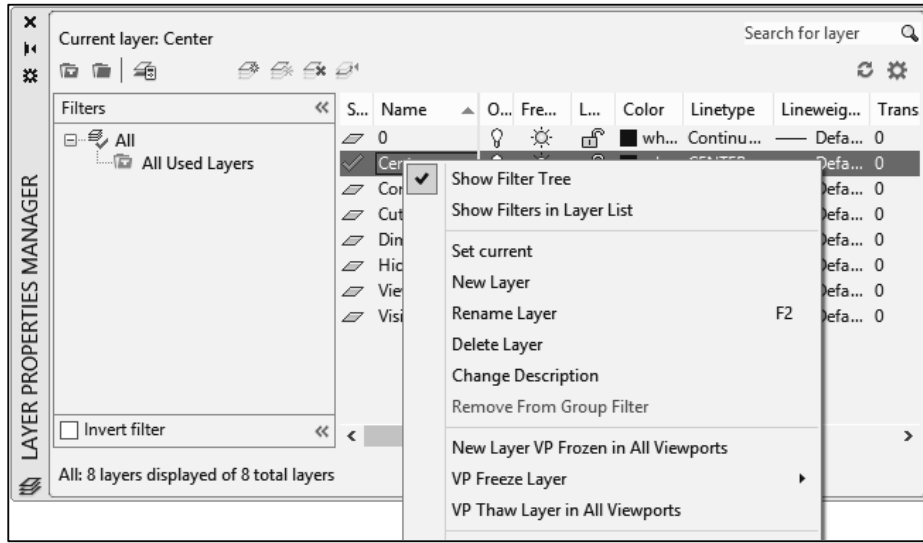 Current layer: Center
Search for layer
Filters
S... Name O... Fre... L... Color Linetype Lineweig... Trans
All
All Used Layers
0 wh... Continu... Defa... 0
Defa... 0
Cut Defa... 0
Defa... 0
Defa... 0
Defa... 0
Defa... 0
Defa... 0
Show Filter Tree
Show Filters in Layer List
Set current
New Layer
Rename Layer F2
Delete Layer
Change Description
Remove From Group Filter
New Layer VP Frozen in All Viewports
VP Freeze Layer
VP Thaw Layer in All Viewports
Invert filter
All: 8 layers displayed of 8 total layers
LAYER PROPERTIES MANAGER